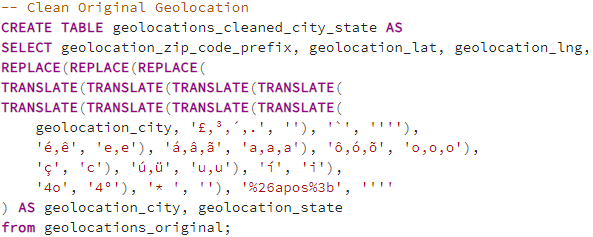 -- Clean Original Geolocation
CREATE TABLE geolocations_cleaned_city_state AS
SELECT geolocation_zip_code_prefix, geolocation_lat, geolocation_lng,
REPLACE(REPLACE(REPLACE(
TRANSLATE(TRANSLATE(TRANSLATE(TRANSLATE(
TRANSLATE(TRANSLATE(TRANSLATE(TRANSLATE(
geolocation_city, '£,³,´,.', ''), '`', ''''),
'é,ê', 'e,e'), 'á,â,ã', 'a,a,a'), 'ô,ó,õ', 'o,o,o'),
'ç', 'c'), 'ú,ü', 'u,u'), 'í', 'i'),
'4o', '4º'), '* ', ''), '%26apos%3b', ''''
) AS geolocation_city, geolocation_state
from geolocations_original;